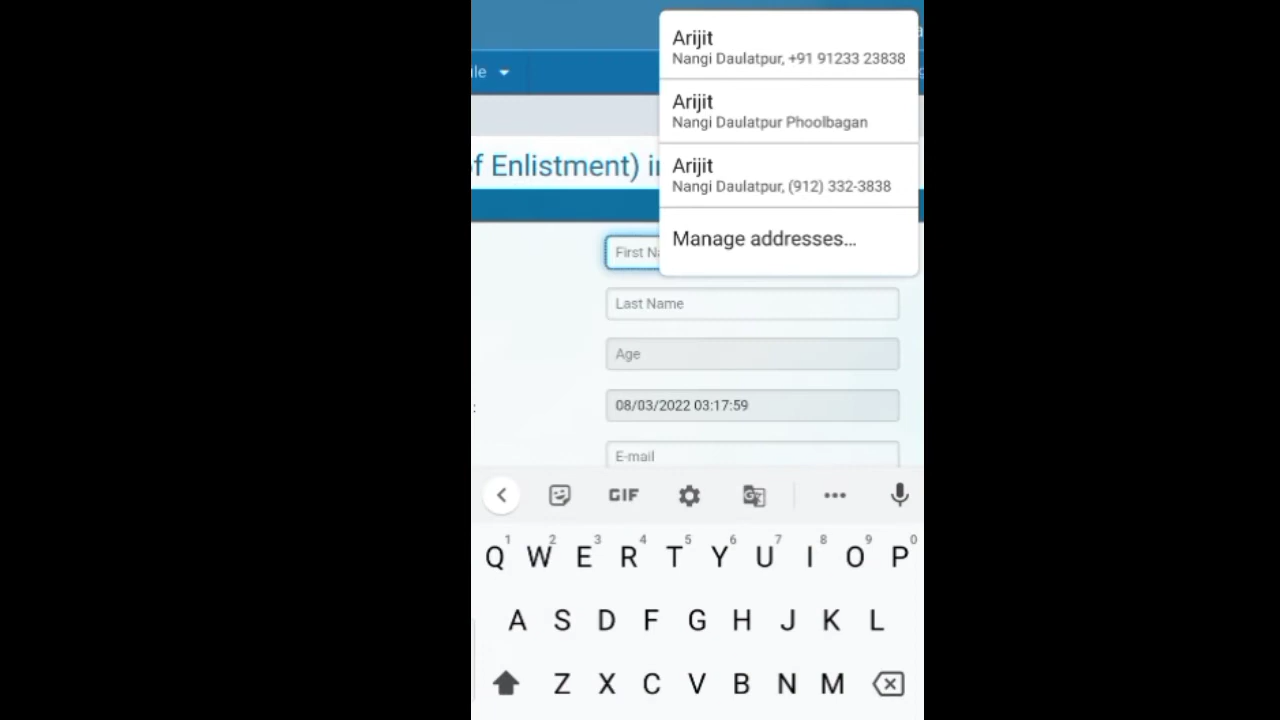 Arijit
Nangi Daulatpur, +91 91233 23838
le
Arijit
Nangi Daulatpur Phoolbagan
f Enlistment) i
Arijit
Nangi Daulatpur, (912) 332-3838
Manage addresses...
First Na
Last Name
Age
: 08/03/2022 03:17:59
E-mail
GIF
1 2 3 4 5 6 7 8 9 0
Q W E R T Y U I O P
A S D F G H J K L
Z X C V B N M